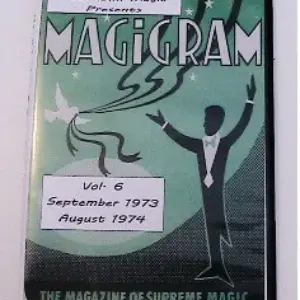 Presents
MAGIGRAM
Vol. 6
September 1973
August 1974
THE MAGAZINE OF SUPREME MAGIC